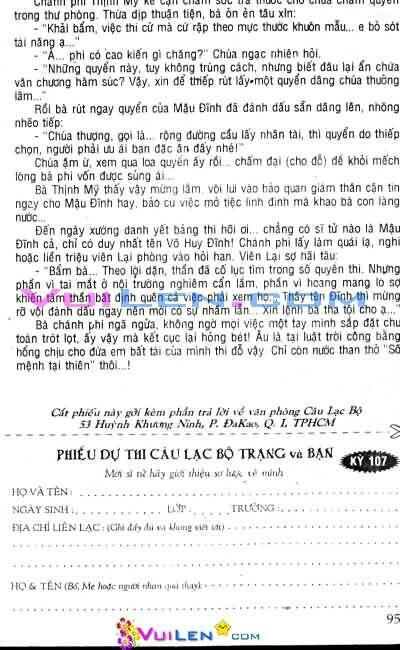 Chánh phi Thịnh Mỹ kế cận chăm sóc trà thuốc cho chúa chấm quyển
trong thư phòng. Thừa dịp thuận tiện, bà ỏn ẻn tâu xin:
- "Khải bẩm, việc thi cử mà cứ rập theo mực thước khuôn mẫu... e bỏ sót
tài năng ạ..."
- "À... phi có cao kiến gì chăng?" Chúa ngạc nhiên hỏi.
- "Những quyển này, tuy không trúng cách, nhưng biết đâu lại ẩn chứa
văn chương hàm súc? Vậy, xin để thiếp rút lấy một quyển dâng chúa thưởng
lãm..."
Rồi bà rút ngay quyển của Mậu Đĩnh đã đánh dấu sẵn dâng lên, nhõng
nhẽo tiếp:
- "Chúa thượng, gọi là... rộng đường cầu lấy nhân tài, thì quyển do thiếp
chọn, người phải ưu ái ban đặc ân đấy nhé!"
Chúa ậm ừ, xem qua loa quyển ấy rồi... chấm đại (cho đỗ) để khỏi mếch
lòng bà phi vốn được sủng ái...
Bà Thịnh Mỹ thấy vậy mừng lắm, vội lui vào hảo quan giám thân cận tin
ngay cho Mậu Đĩnh hay, bảo cứ việc mở tiệc linh đình mà khao bà con làng
nước...
Đến ngày xướng danh yết bảng thì hỡi ơi... chẳng có sĩ tử nào là Mậu
Đĩnh cả, chỉ có duy nhất tên Võ Huy Đĩnh! Chánh phi lấy làm quái lạ, nghi
hoặc liền triệu viên Lại phòng vào hỏi han. Viên Lại sợ hãi tâu:
- "Bẩm bà... Theo lời dặn, thần đã cố lục tìm trong số quyển thi. Nhưng
phần vì tai mắt ở nội trường nghiêm cẩn lắm, phần vì hoang mang lo sợ
khiến thần bất định quên cả việc phải xem họ... Thấy tên Đĩnh thì mừng
rỡ vội đánh dấu ngay nên mới có sự nhầm lẫn... Xin lệnh bà tha tội cho ạ..."
Bà chánh phi ngã ngửa, không ngờ mọi việc một tay mình sắp đặt chu
toàn trót lọt, ấy vậy mà kết cục lại hỏng bét! Âu là tại luật trời công bằng
hổng chịu cho đứa em bất tài của mình thi đỗ vậy Chỉ còn nước than thở "Số
mệnh tại thiên" thôi...!
VUILEN.COM
Cắt phiếu này gởi kèm phần trả lời về văn phòng Câu Lạc Bộ
53 Huỳnh Khương Ninh, P. ĐaKao, Q. I, TPHCM
PHIẾU DỰ THI CÂU LẠC BỘ TRẠNG và BẠN
KỲ 107
Mời sĩ tử hãy giới thiệu sơ lược về mình
HỌ VÀ TÊN :
NGÀY SINH : LỚP : TRƯỜNG :
ĐỊA CHỈ LIÊN LẠC : (Ghi đầy đủ và không viết tắt)
HỌ & TÊN (Bố, Mẹ hoặc người nhận quà thay) :
95
VUILEN.COM